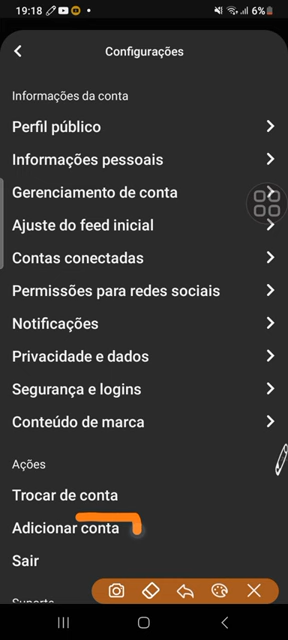 19:18
6%
Configurações
Informações da conta
Perfil público
Informações pessoais
Gerenciamento de conta
Ajuste do feed inicial
Contas conectadas
Permissões para redes sociais
Notificações
Privacidade e dados
Segurança e logins
Conteúdo de marca
Ações
Trocar de conta
Adicionar conta
Sair
Suporte